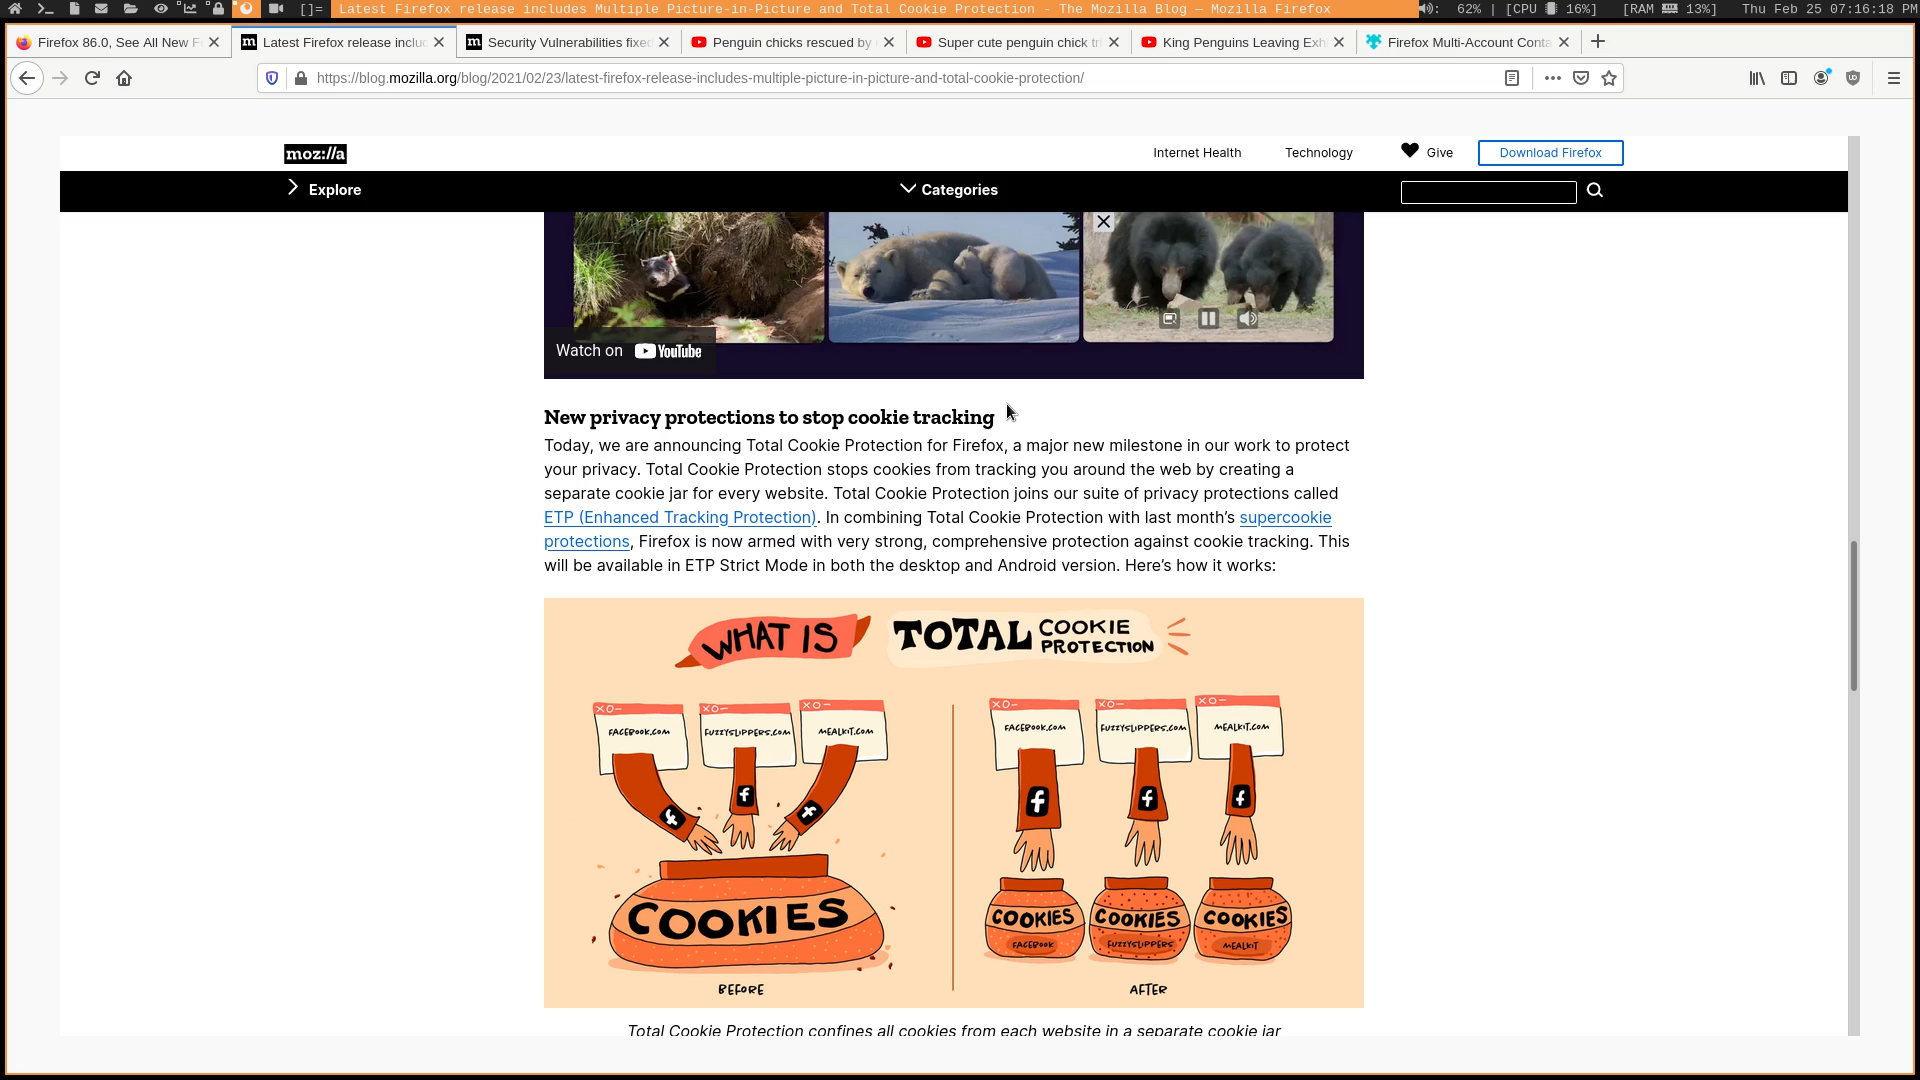 []= Latest Firefox release includes Multiple Picture-in-Picture and Total Cookie Protection - The Mozilla Blog — Mozilla Firefox 62% | [CPU 16%] [RAM 13%] Thu Feb 25 07:16:18 PM
Firefox 86.0, See All New F Latest Firefox release includ Security Vulnerabilities fixed Penguin chicks rescued by Super cute penguin chick tr King Penguins Leaving Exh Firefox Multi-Account Conta
https://blog.mozilla.org/blog/2021/02/23/latest-firefox-release-includes-multiple-picture-in-picture-and-total-cookie-protection/
moz://a Internet Health Technology Give Download Firefox
Explore Categories
Watch on YouTube
New privacy protections to stop cookie tracking
Today, we are announcing Total Cookie Protection for Firefox, a major new milestone in our work to protect
your privacy. Total Cookie Protection stops cookies from tracking you around the web by creating a
separate cookie jar for every website. Total Cookie Protection joins our suite of privacy protections called
ETP (Enhanced Tracking Protection). In combining Total Cookie Protection with last month’s supercookie
protections, Firefox is now armed with very strong, comprehensive protection against cookie tracking. This
will be available in ETP Strict Mode in both the desktop and Android version. Here’s how it works:
WHAT IS TOTAL COOKIE PROTECTION
FACEBOOK.COM FUZZYSLIPPERS.COM MEALKIT.COM
FACEBOOK.COM FUZZYSLIPPERS.COM MEALKIT.COM
COOKIES
COOKIES COOKIES COOKIES
FACEBOOK FUZZYSLIPPERS MEALKIT
BEFORE AFTER
Total Cookie Protection confines all cookies from each website in a separate cookie jar